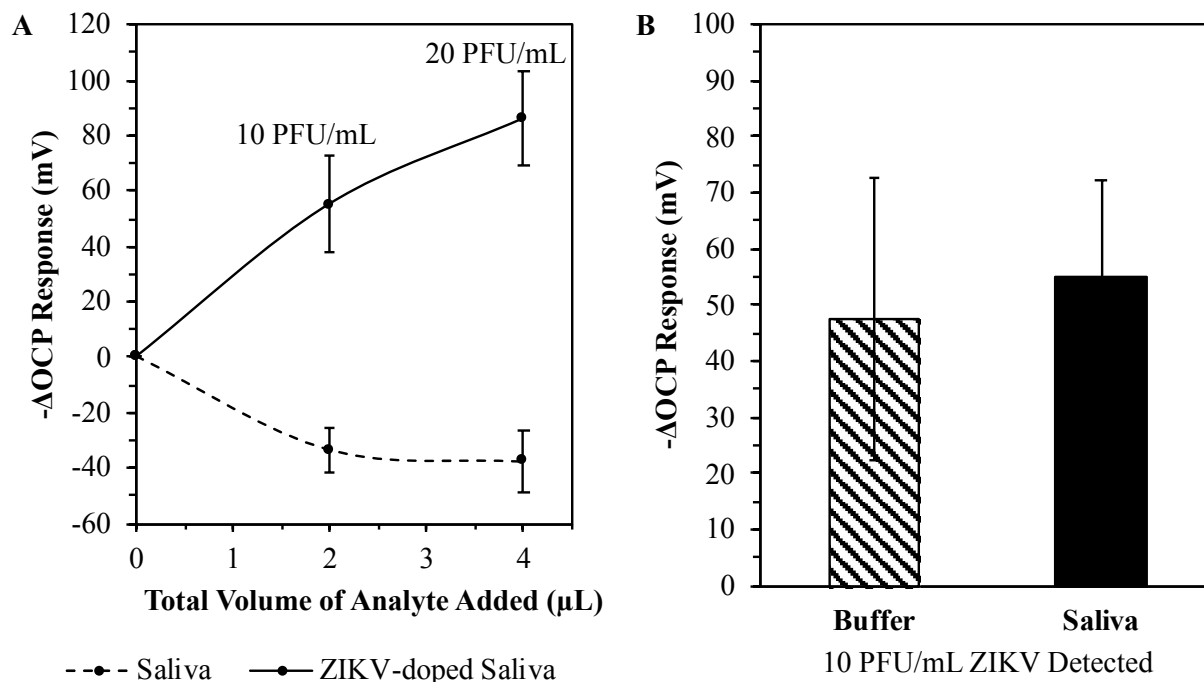 A
-ΔOCP Response (mV)
120
100
80
60
40
20
0
-20
-40
-60
10 PFU/mL
20 PFU/mL
0 1 2 3 4
Total Volume of Analyte Added (μL)
Saliva ZIKV-doped Saliva
B
-ΔOCP Response (mV)
100
90
80
70
60
50
40
30
20
10
0
Buffer Saliva
10 PFU/mL ZIKV Detected